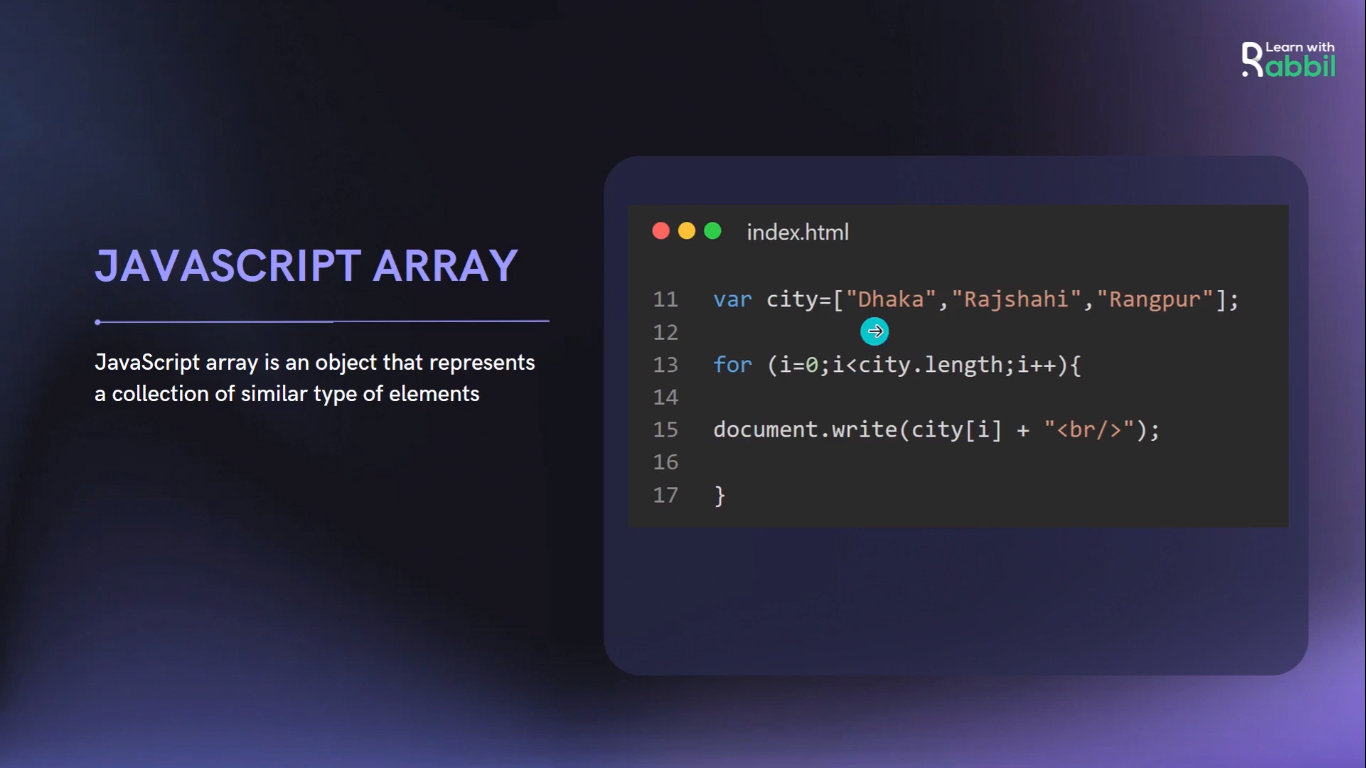 Learn with
Rabbil
JAVASCRIPT ARRAY
JavaScript array is an object that represents
a collection of similar type of elements
index.html
11 var city=["Dhaka","Rajshahi","Rangpur"];
12
13 for (i=0;i<city.length;i++){
14
15 document.write(city[i] + "<br/>");
16
17 }